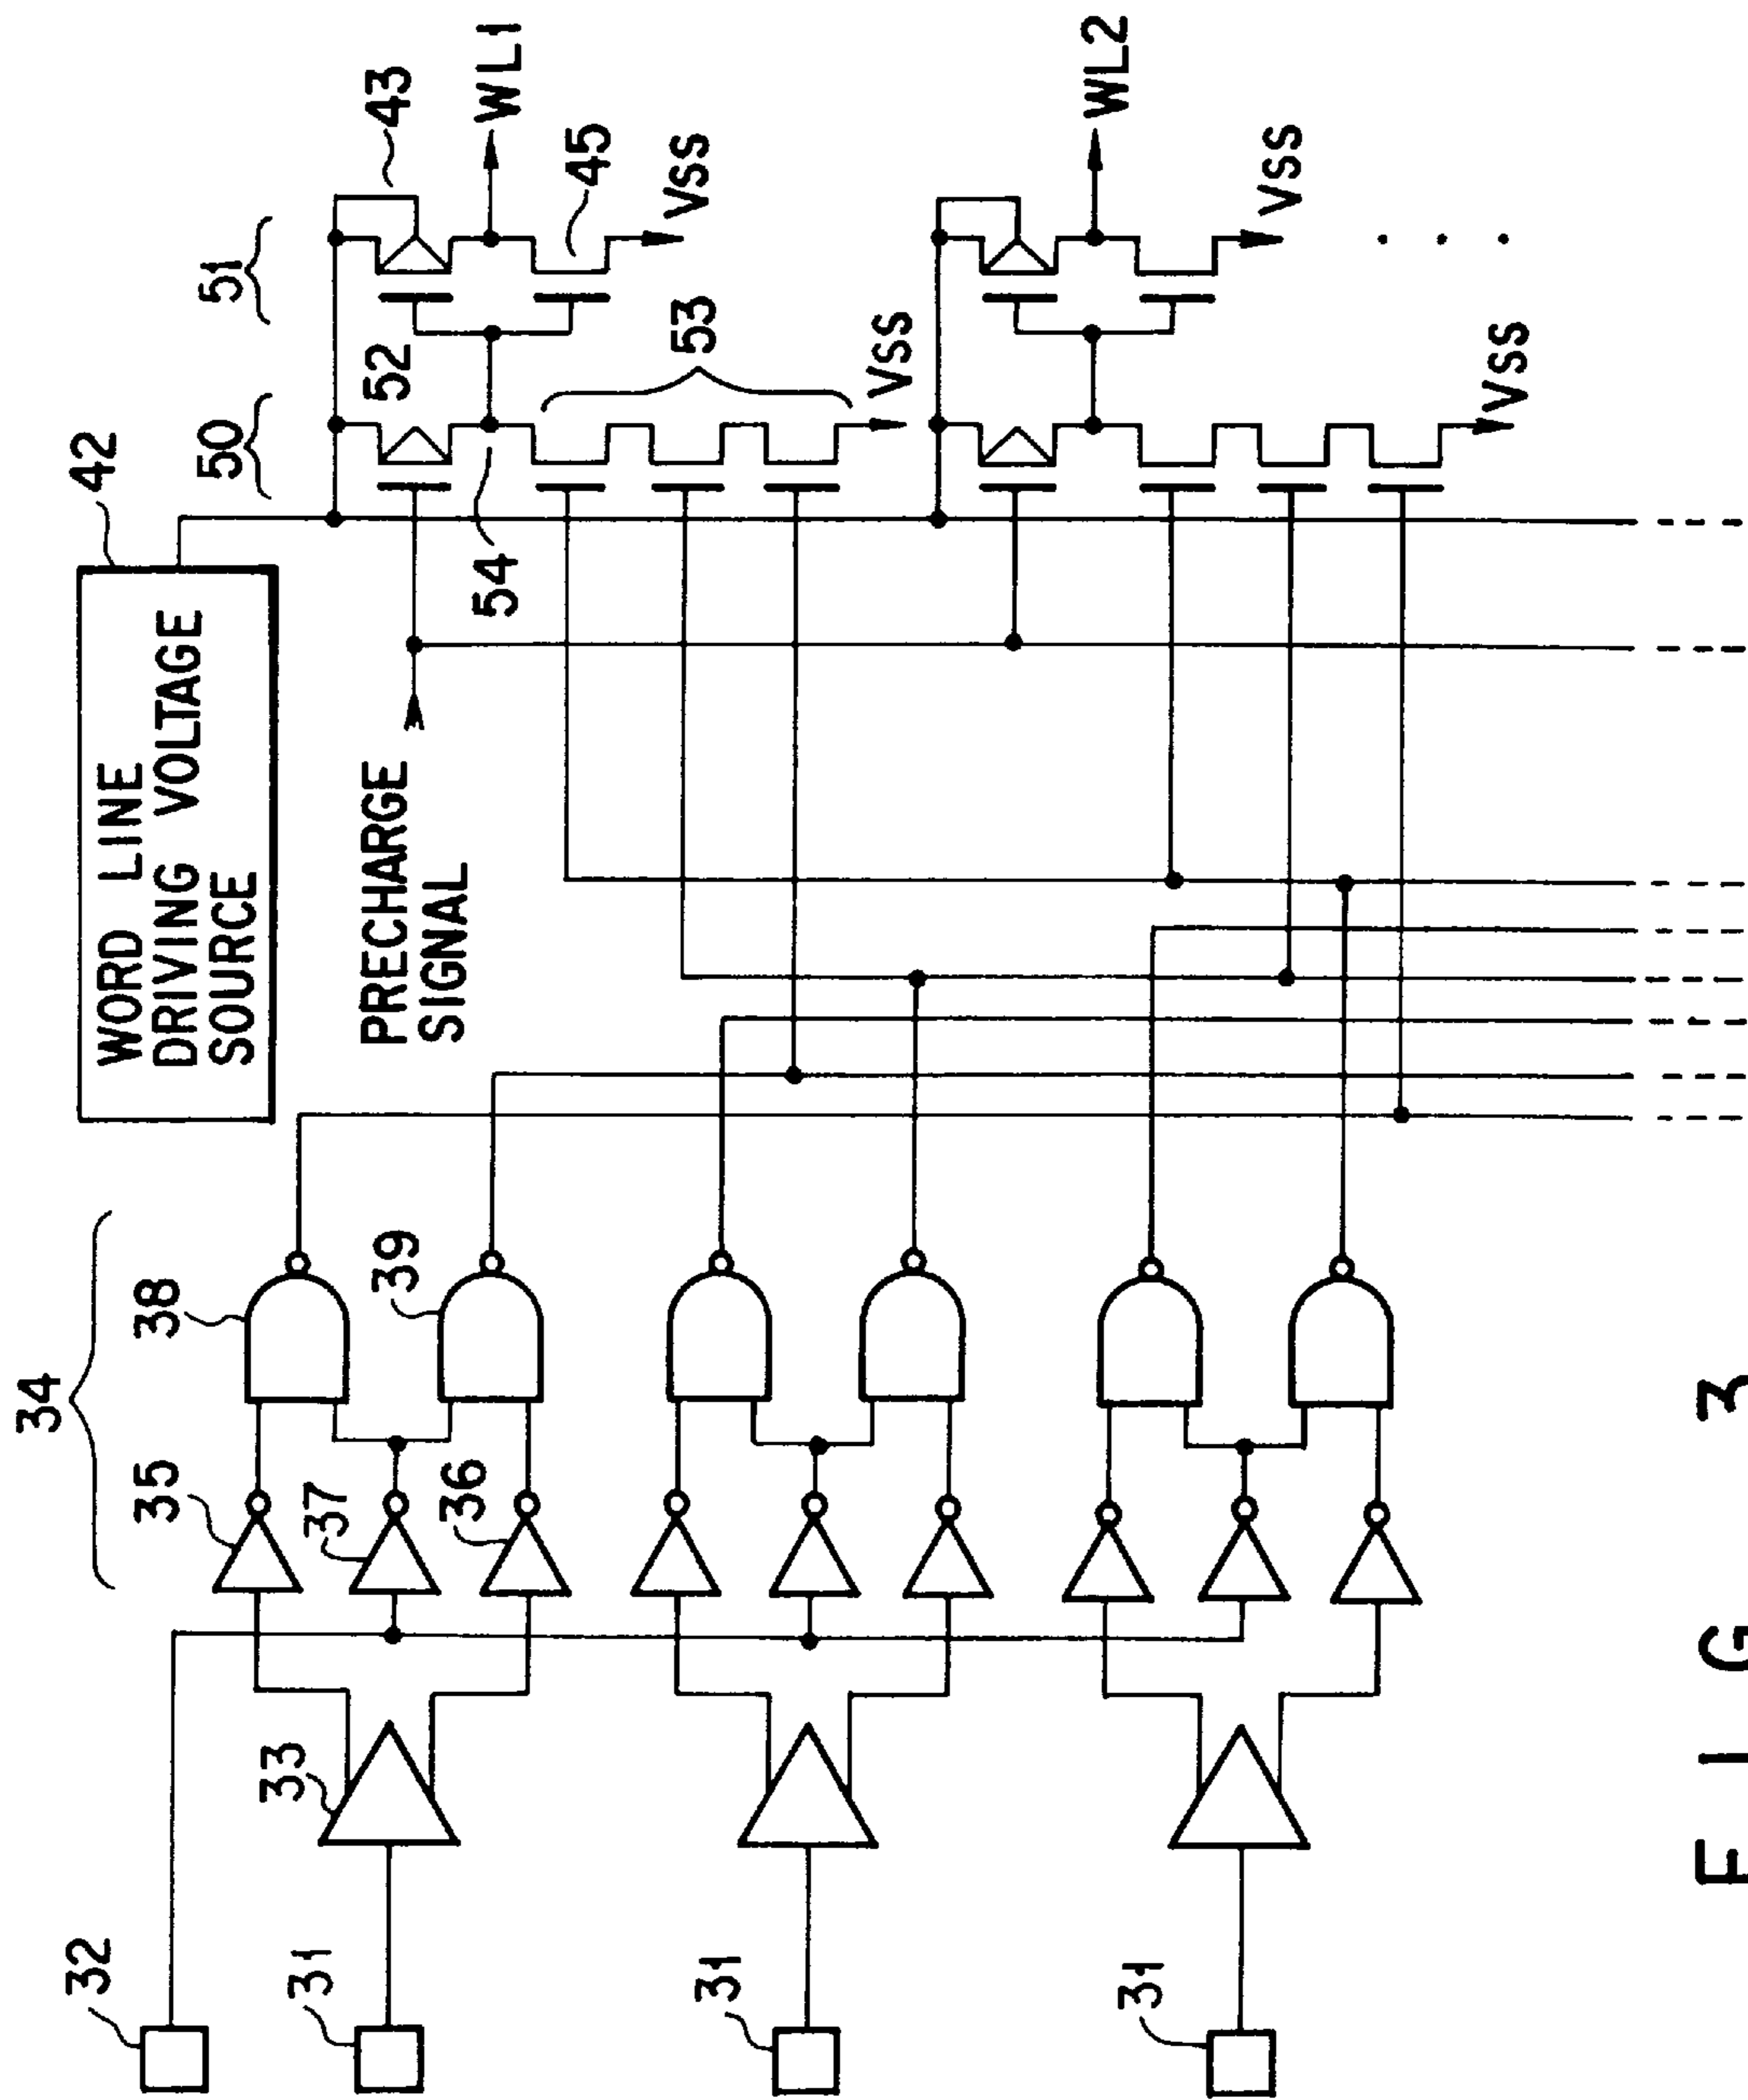 34
42
WORD LINE
DRIVING VOLTAGE
SOURCE
32
35
38
50
51
33
31
37
39
PRECHARGE
SIGNAL
52
43
36
54
WL1
45
53
VSS
VSS
31
31
WL2
VSS
VSS
FIG. 3